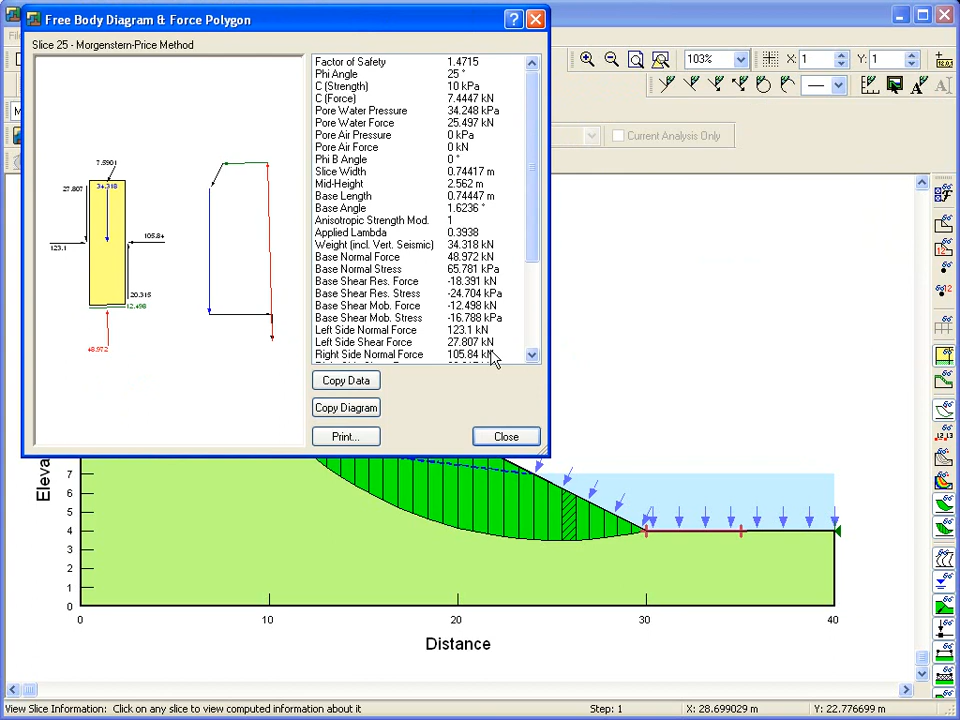 Free Body Diagram & Force Polygon
Slice 25 - Morgenstern-Price Method
Factor of Safety 1.4715
Phi Angle 25 °
C (Strength) 10 kPa
C (Force) 7.4447 kN
Pore Water Pressure 34.248 kPa
Pore Water Force 25.497 kN
Pore Air Pressure 0 kPa
Pore Air Force 0 kN
Phi B Angle 0 °
Slice Width 0.74417 m
Mid-Height 2.562 m
Base Length 0.74447 m
Base Angle 1.6236 °
Anisotropic Strength Mod. 1
Applied Lambda 0.3938
Weight (incl. Vert. Seismic) 34.318 kN
Base Normal Force 48.972 kN
Base Normal Stress 65.781 kPa
Base Shear Res. Force -18.391 kN
Base Shear Res. Stress -24.704 kPa
Base Shear Mob. Force -12.498 kN
Base Shear Mob. Stress -16.788 kPa
Left Side Normal Force 123.1 kN
Left Side Shear Force 27.807 kN
Right Side Normal Force 105.84 kN
7.5901
27.807
34.318
123.1
105.84
20.315
12.498
48.972
Copy Data
Copy Diagram
Print...
Close
103%
X: 1
Y: 1
Current Analysis Only
Eleva
7
6
5
4
3
2
1
0
0 10 20 30 40
Distance
View Slice Information: Click on any slice to view computed information about it
Step: 1
X: 28.699029 m
Y: 22.776699 m